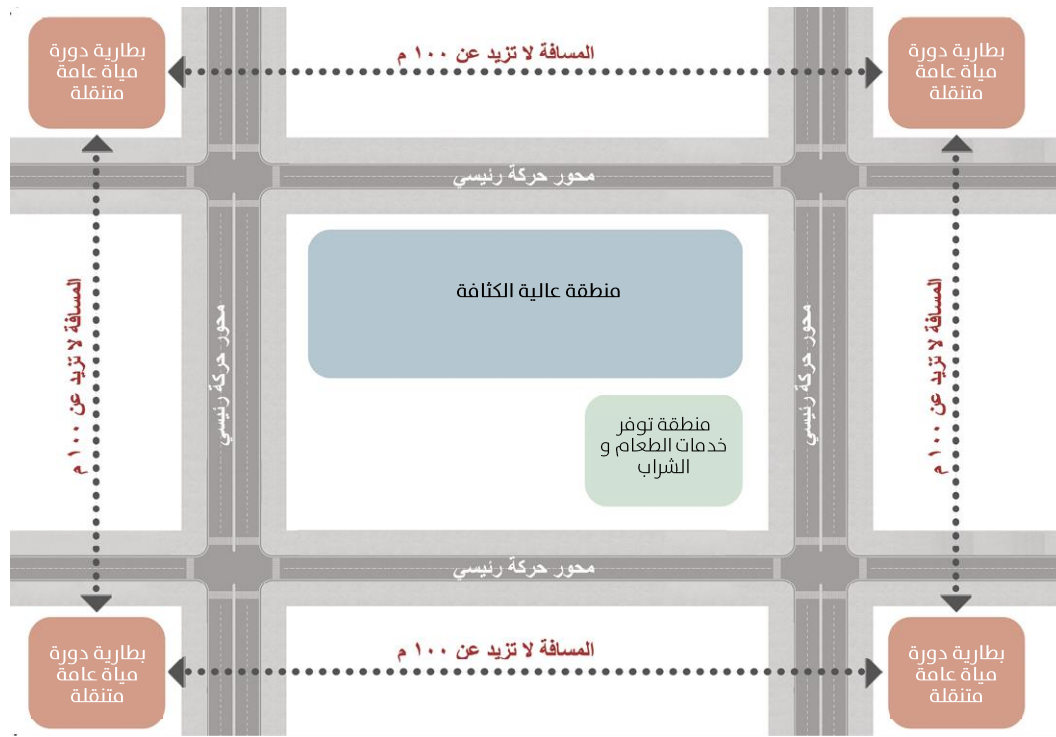 بطارية دورة
مياة عامة
متنقلة
المسافة لا تزيد عن ١٠٠ م
بطارية دورة
مياة عامة
متنقلة
محور حركة رئيسي
المسافة لا تزيد عن ١٠٠ م
محور حركة رئيسي
منطقة عالية الكثافة
منطقة توفر
خدمات الطعام و
الشراب
محور حركة رئيسي
المسافة لا تزيد عن ١٠٠ م
محور حركة رئيسي
بطارية دورة
مياة عامة
متنقلة
المسافة لا تزيد عن ١٠٠ م
بطارية دورة
مياة عامة
متنقلة